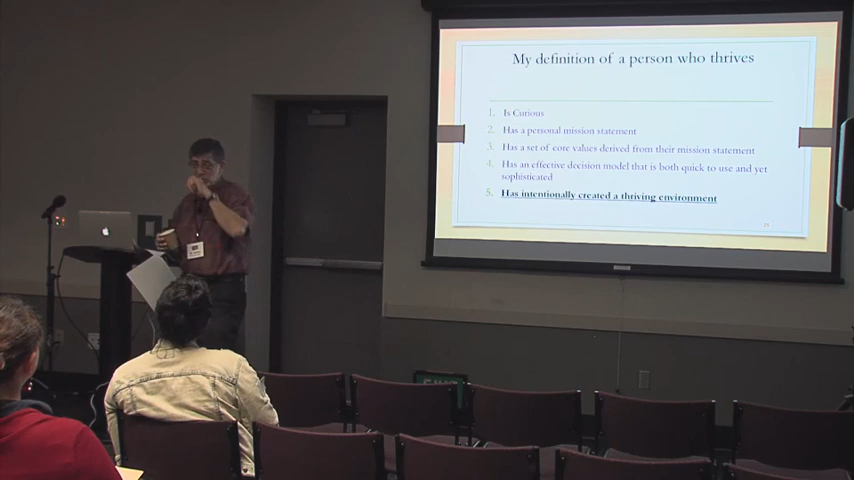 My definition of a person who thrives
1. Is Curious
2. Has a personal mission statement
3. Has a set of core values derived from their mission statement
4. Has an effective decision model that is both quick to use and yet
sophisticated
5. Has intentionally created a thriving environment